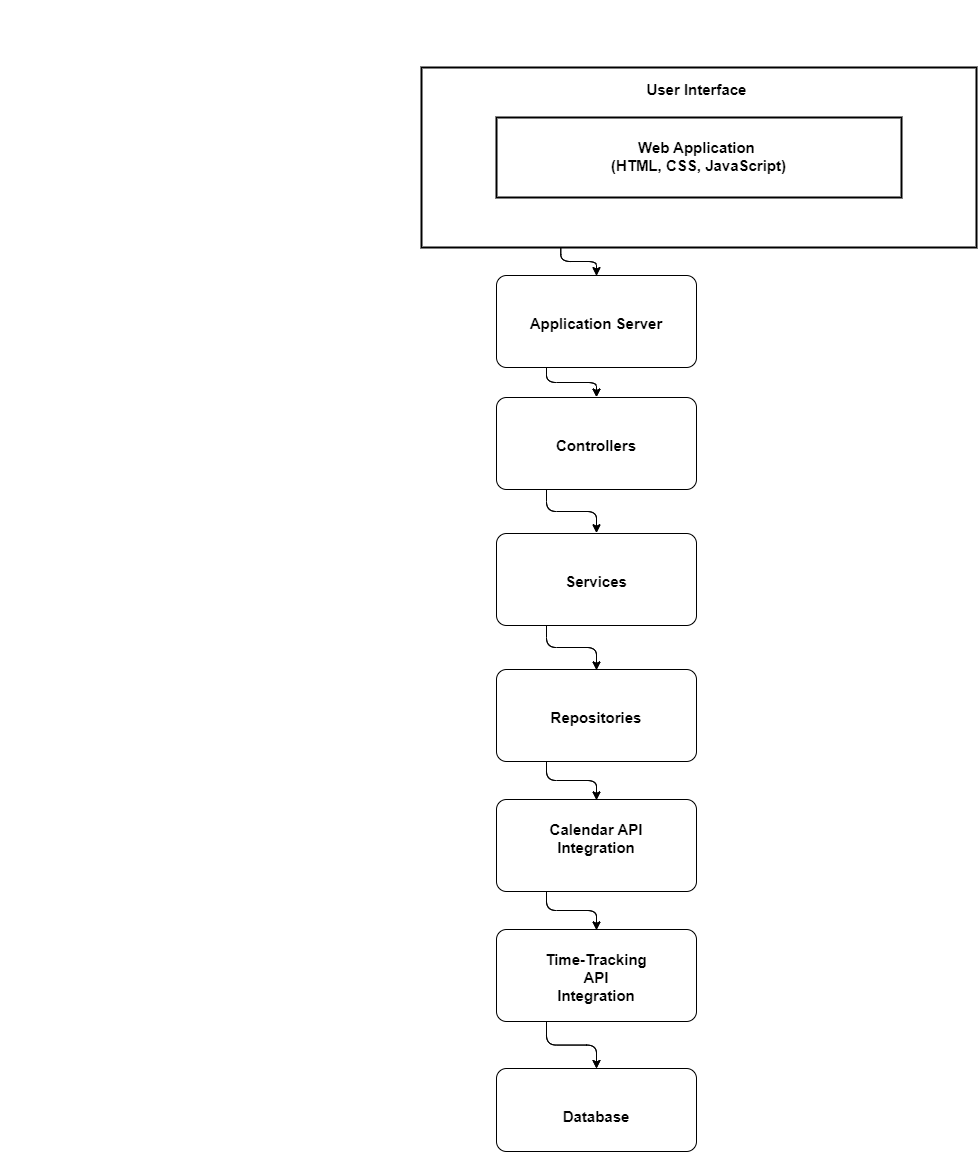 User Interface
Web Application
(HTML, CSS, JavaScript)
Application Server
Controllers
Services
Repositories
Calendar API
Integration
Time-Tracking
API
Integration
Database